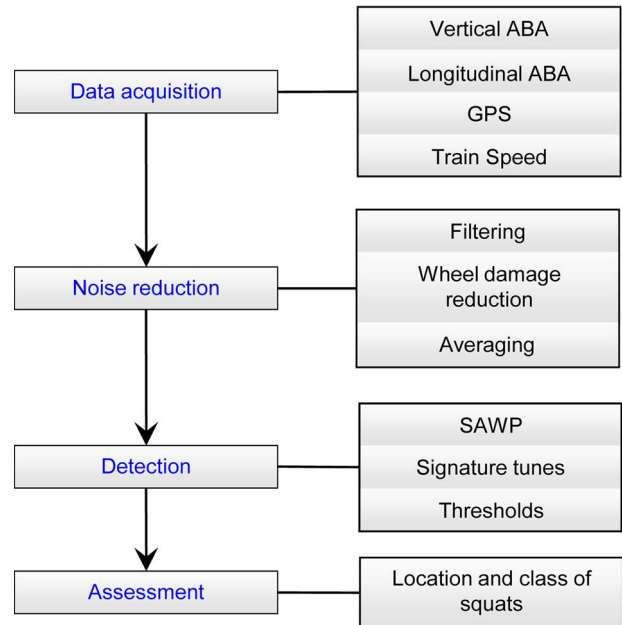 Data acquisition
Vertical ABA
Longitudinal ABA
GPS
Train Speed
Noise reduction
Filtering
Wheel damage
reduction
Averaging
Detection
SAWP
Signature tunes
Thresholds
Assessment
Location and class of
squats